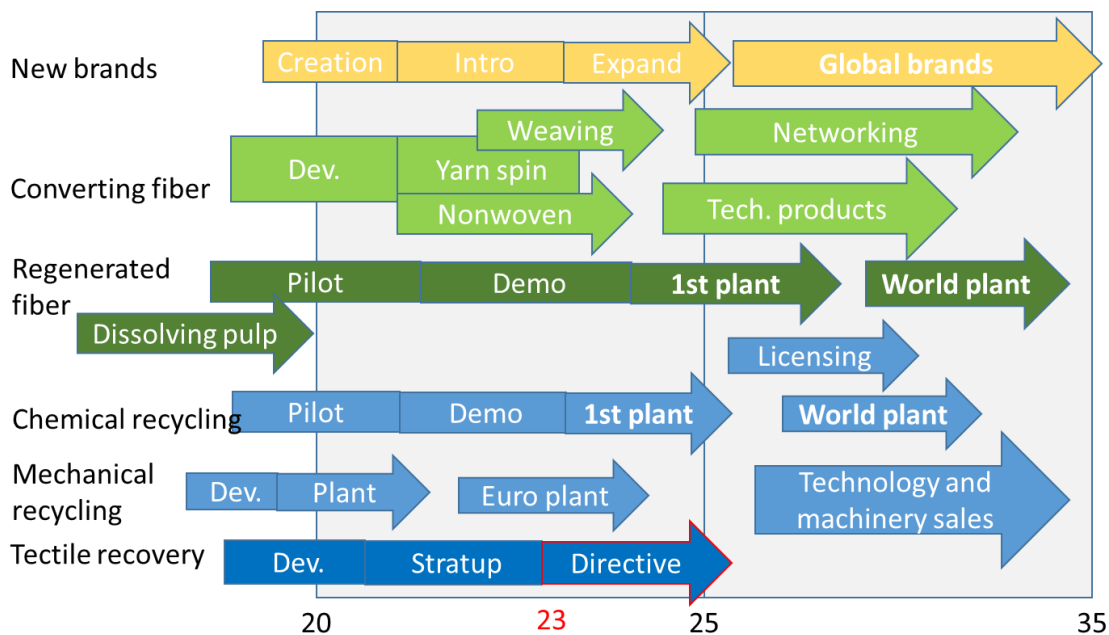 New brands
Creation
Intro
Expand
Global brands
Weaving
Networking
Converting fiber
Dev.
Yarn spin
Nonwoven
Tech. products
Regenerated
fiber
Pilot
Demo
1st plant
World plant
Dissolving pulp
Licensing
Chemical recycling
Pilot
Demo
1st plant
World plant
Mechanical
recycling
Dev.
Plant
Euro plant
Technology and
machinery sales
Tectile recovery
Dev.
Stratup
Directive
20
23
25
35